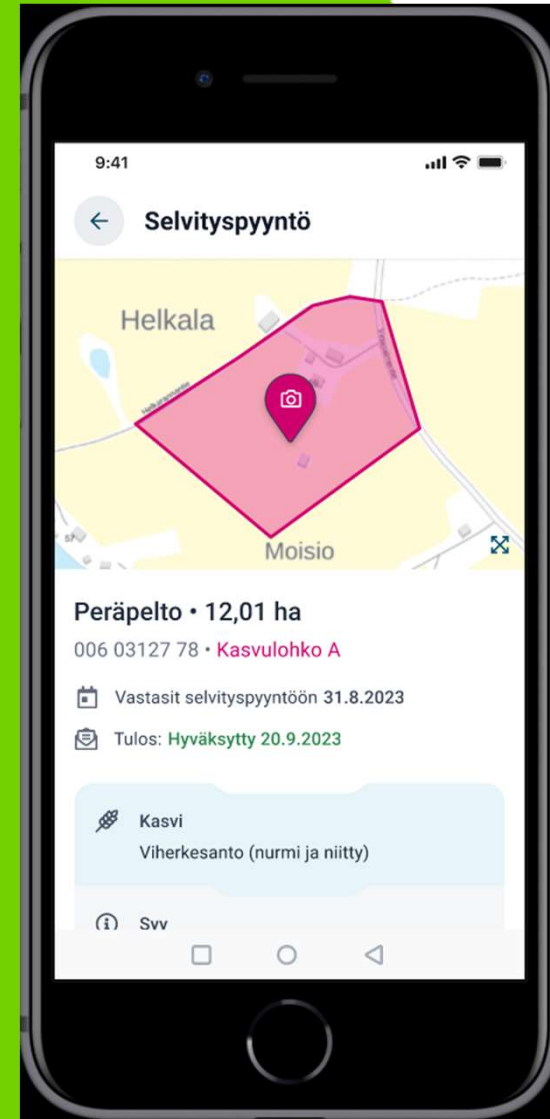 9:41
Selvityspyyntö
Helkala
57
Moisio
Peräpelto • 12,01 ha
006 03127 78 • Kasvulohko A
Vastasit selvityspyyntöön 31.8.2023
Tulos: Hyväksytty 20.9.2023
Kasvi
Viherkesanto (nurmi ja niitty)
Syy